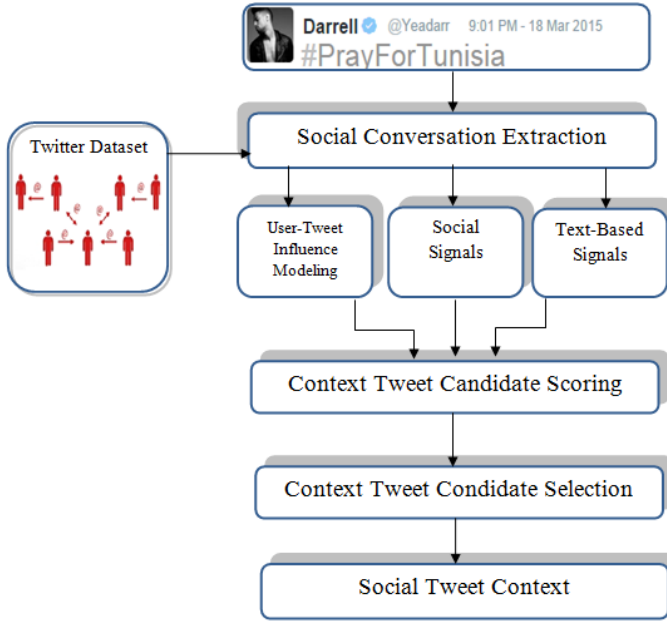 Darrell @Yeadarr 9:01 PM - 18 Mar 2015
#PrayForTunisia
Twitter Dataset
@ @
@ @
@ @
Social Conversation Extraction
User-Tweet
Influence
Modeling
Social
Signals
Text-Based
Signals
Context Tweet Candidate Scoring
Context Tweet Condidate Selection
Social Tweet Context